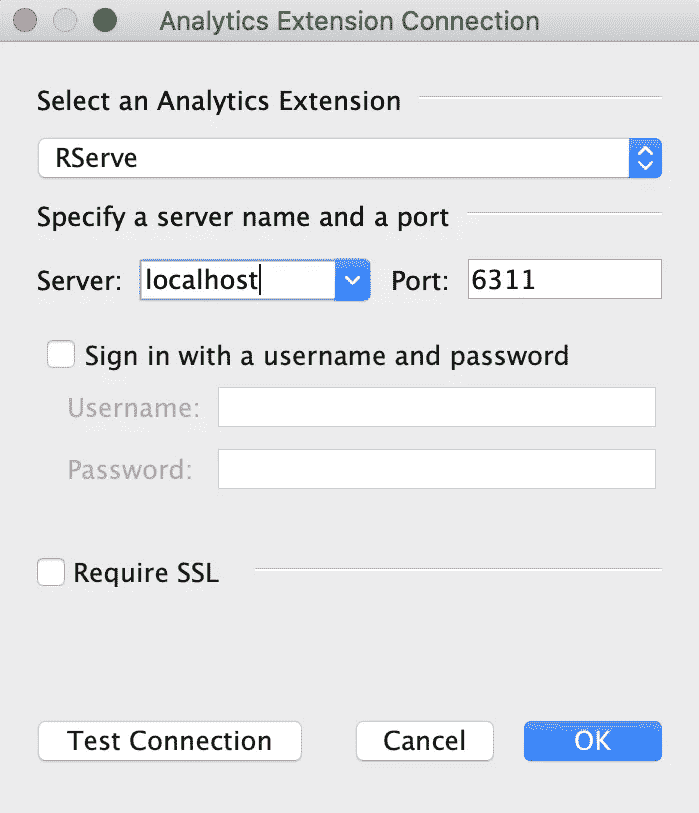 Analytics Extension Connection
Select an Analytics Extension
RServe
Specify a server name and a port
Server: localhost Port: 6311
Sign in with a username and password
Username:
Password:
Require SSL
Test Connection Cancel OK